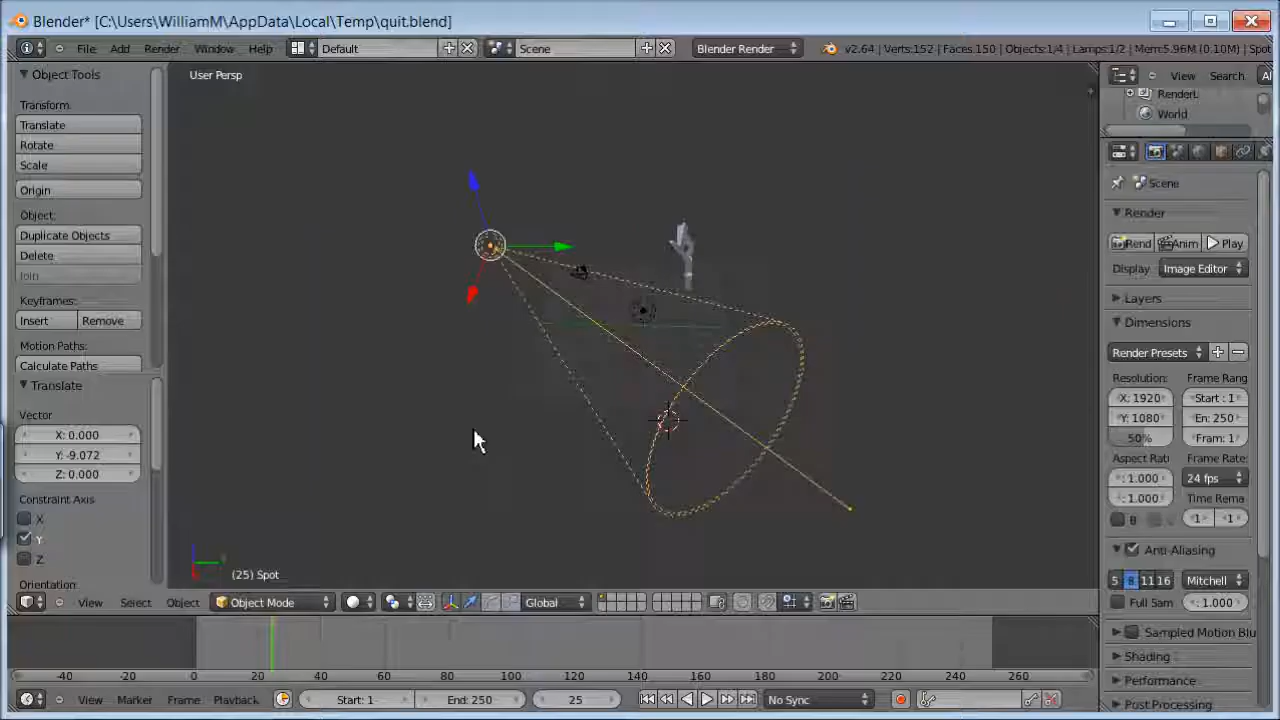 Blender* [C:\Users\WilliamM\AppData\Local\Temp\quit.blend]
File Add Render Window Help Default Scene Blender Render v2.64 | Verts:152 | Faces:150 | Objects:1/4 | Lamps:1/2 | Mem:5.96M (0.10M) | Spot
Object Tools
Transform:
Translate
Rotate
Scale
Origin
Object:
Duplicate Objects
Delete
Join
Keyframes:
Insert Remove
Motion Paths:
Calculate Paths
Translate
Vector
X: 0.000
Y: -9.072
Z: 0.000
Constraint Axis
X
Y
Z
Orientation
User Persp
(25) Spot
View Select Object Object Mode Global
-40 -20 0 20 40 60 80 100 120 140 160 180 200 220 240 260
View Marker Frame Playback Start: 1 End: 250 25 No Sync
View Search Al
RenderL
World
Scene
Render
Rend Anim Play
Display: Image Editor
Layers
Dimensions
Render Presets
Resolution: Frame Rang
X: 1920 Start: 1
Y: 1080 En: 250
50% Fram: 1
Aspect Rati Frame Rate:
: 1.000 24 fps
: 1.000 Time Rema
B 1 1
Anti-Aliasing
5 8 11 16 Mitchell
Full Sam : 1.000
Sampled Motion Blu
Shading
Performance
Post Processing